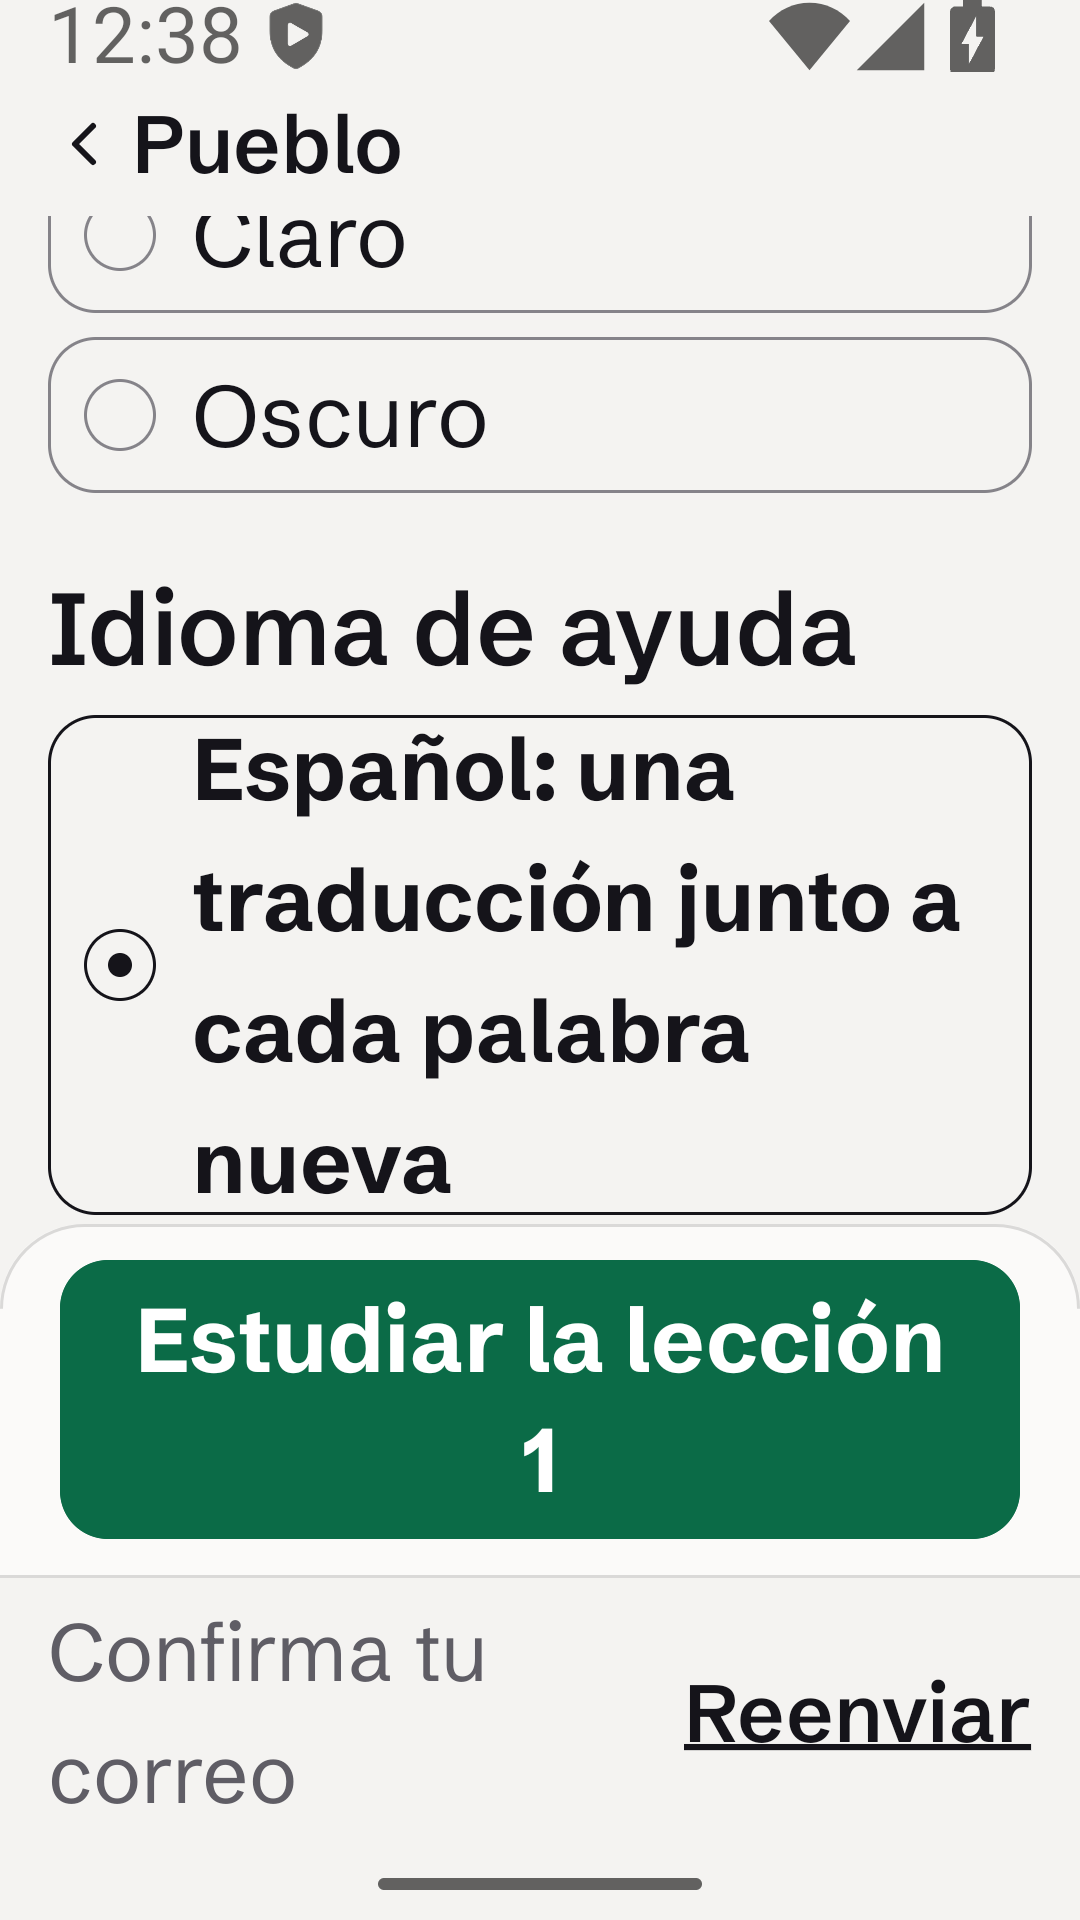 12:38
Pueblo
Claro
Oscuro
Idioma de ayuda
Español: una
traducción junto a
cada palabra
nueva
Estudiar la lección
1
Confirma tu
correo
Reenviar